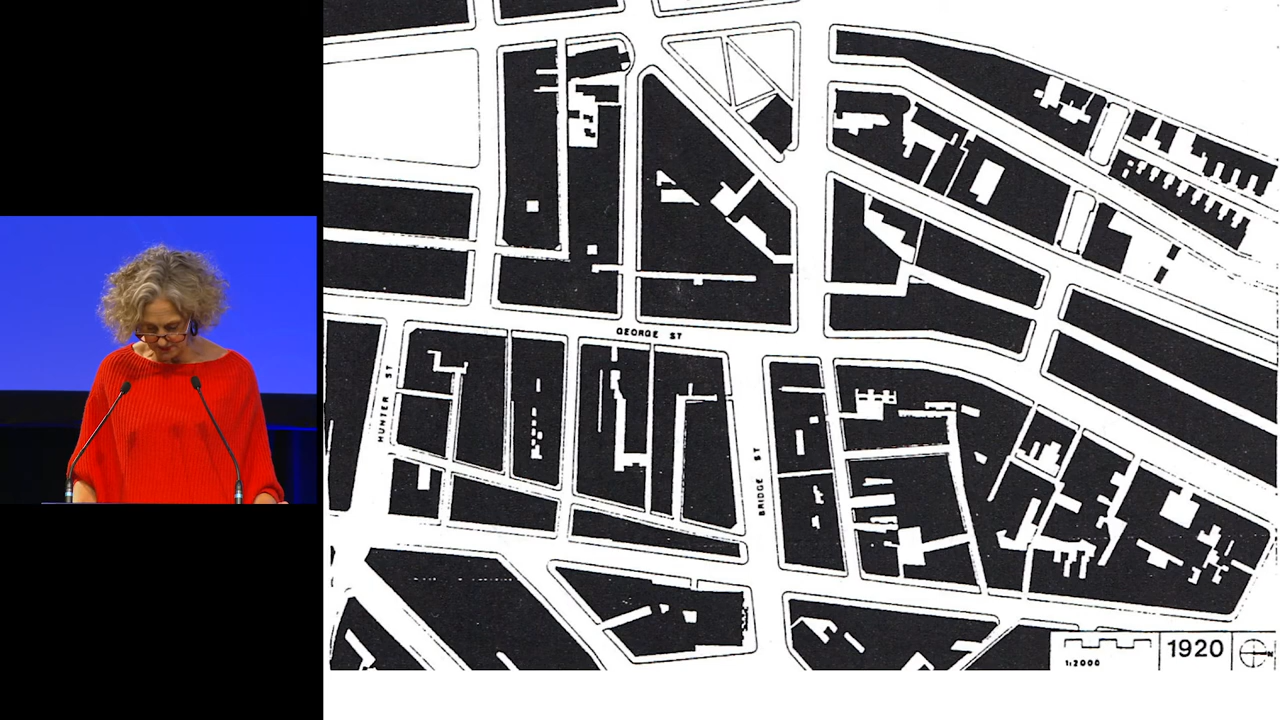 GEORGE ST
HUNTER ST
BRIDGE ST
1:2000
1920
N